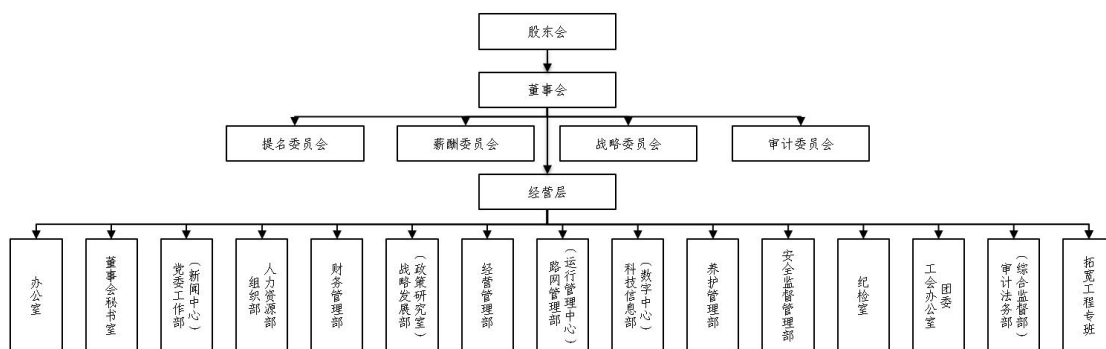 股东会
董事会
提名委员会
薪酬委员会
战略委员会
审计委员会
经营层
办公室
董事会秘书室
党委工作部
（新闻中心）
组织部
人力资源部
财务管理部
战略发展部
（政策研究室）
经营管理部
路网管理部
（运行管理中心）
科技信息部
（数字中心）
养护管理部
安全监督管理部
纪检室
工会办公室
团委
审计法务部
（综合监督部）
拓宽工程专班